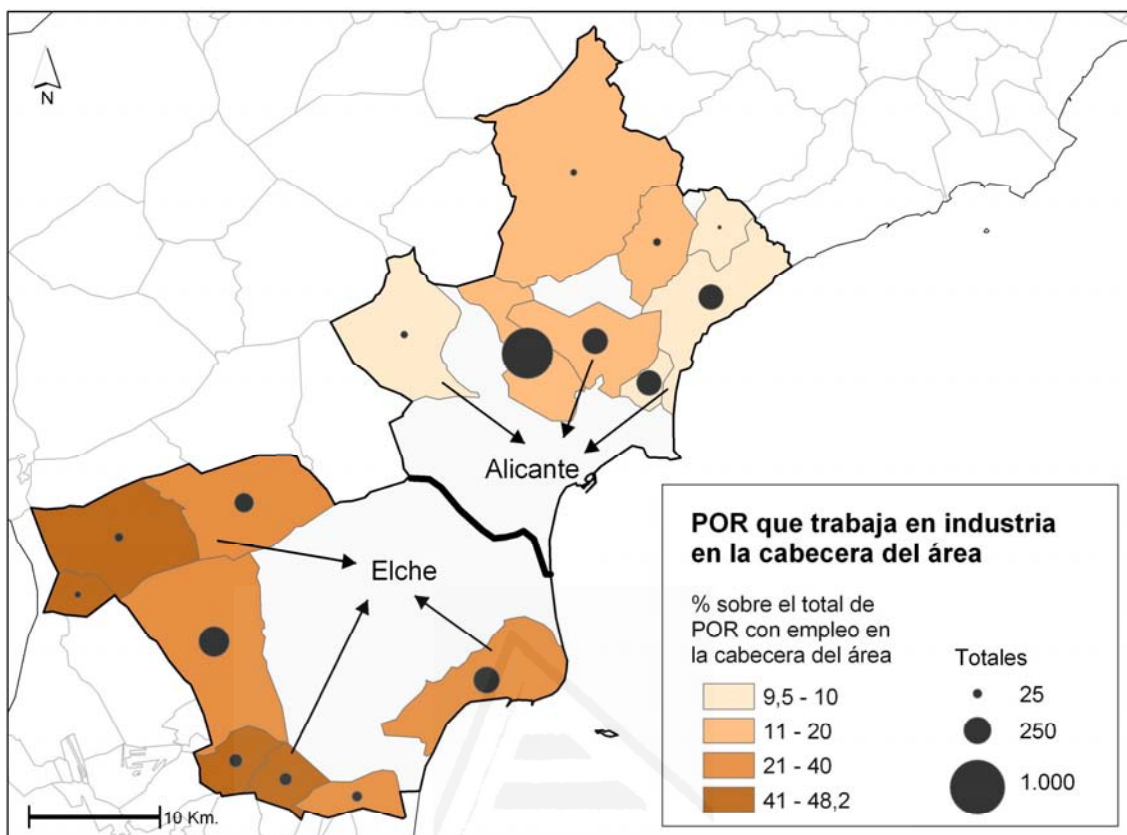 N
Alicante
Elche
10 Km.
POR que trabaja en industria
en la cabecera del área
% sobre el total de
POR con empleo en
la cabecera del área
9,5 - 10
11 - 20
21 - 40
41 - 48,2
Totales
25
250
1.000